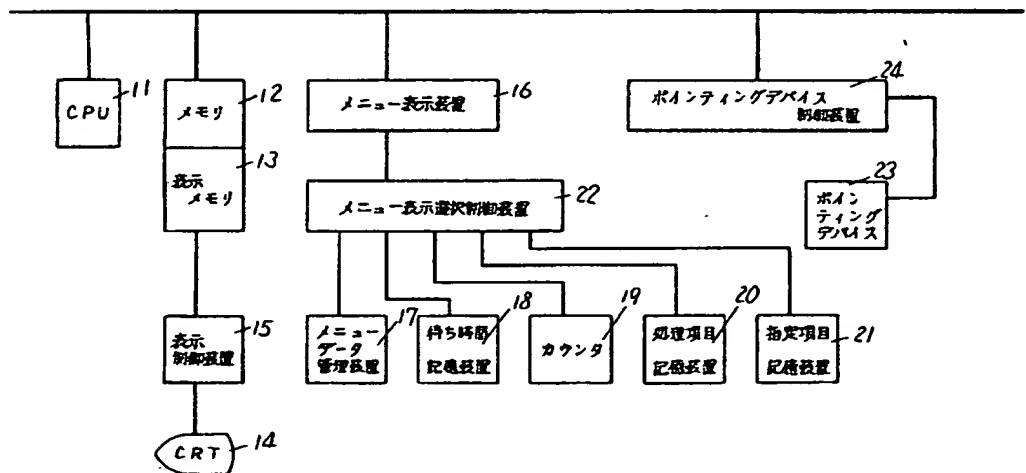 CPU
11
メモリ
12
表示
メモリ
13
メニュー表示装置
16
ポインティングデバイス
制御装置
24
メニュー表示選択制御装置
22
ポイン
ティング
デバイス
23
表示
制御装置
15
メニュー
データ
管理装置
17
待ち時間
記憶装置
18
カウンタ
19
処理項目
記憶装置
20
指定項目
記憶装置
21
CRT
14